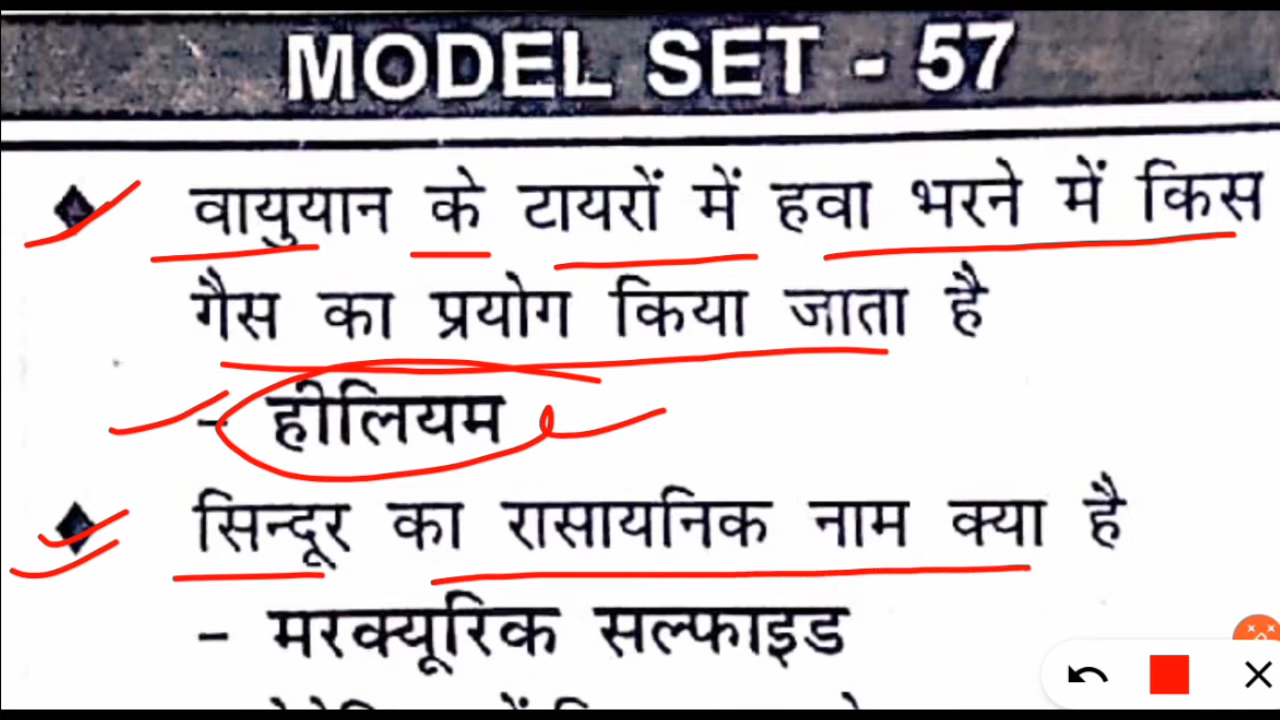 MODEL SET - 57
वायुयान के टायरों में हवा भरने में किस
गैस का प्रयोग किया जाता है
- हीलियम
सिन्दूर का रासायनिक नाम क्या है
- मरक्यूरिक सल्फाइड